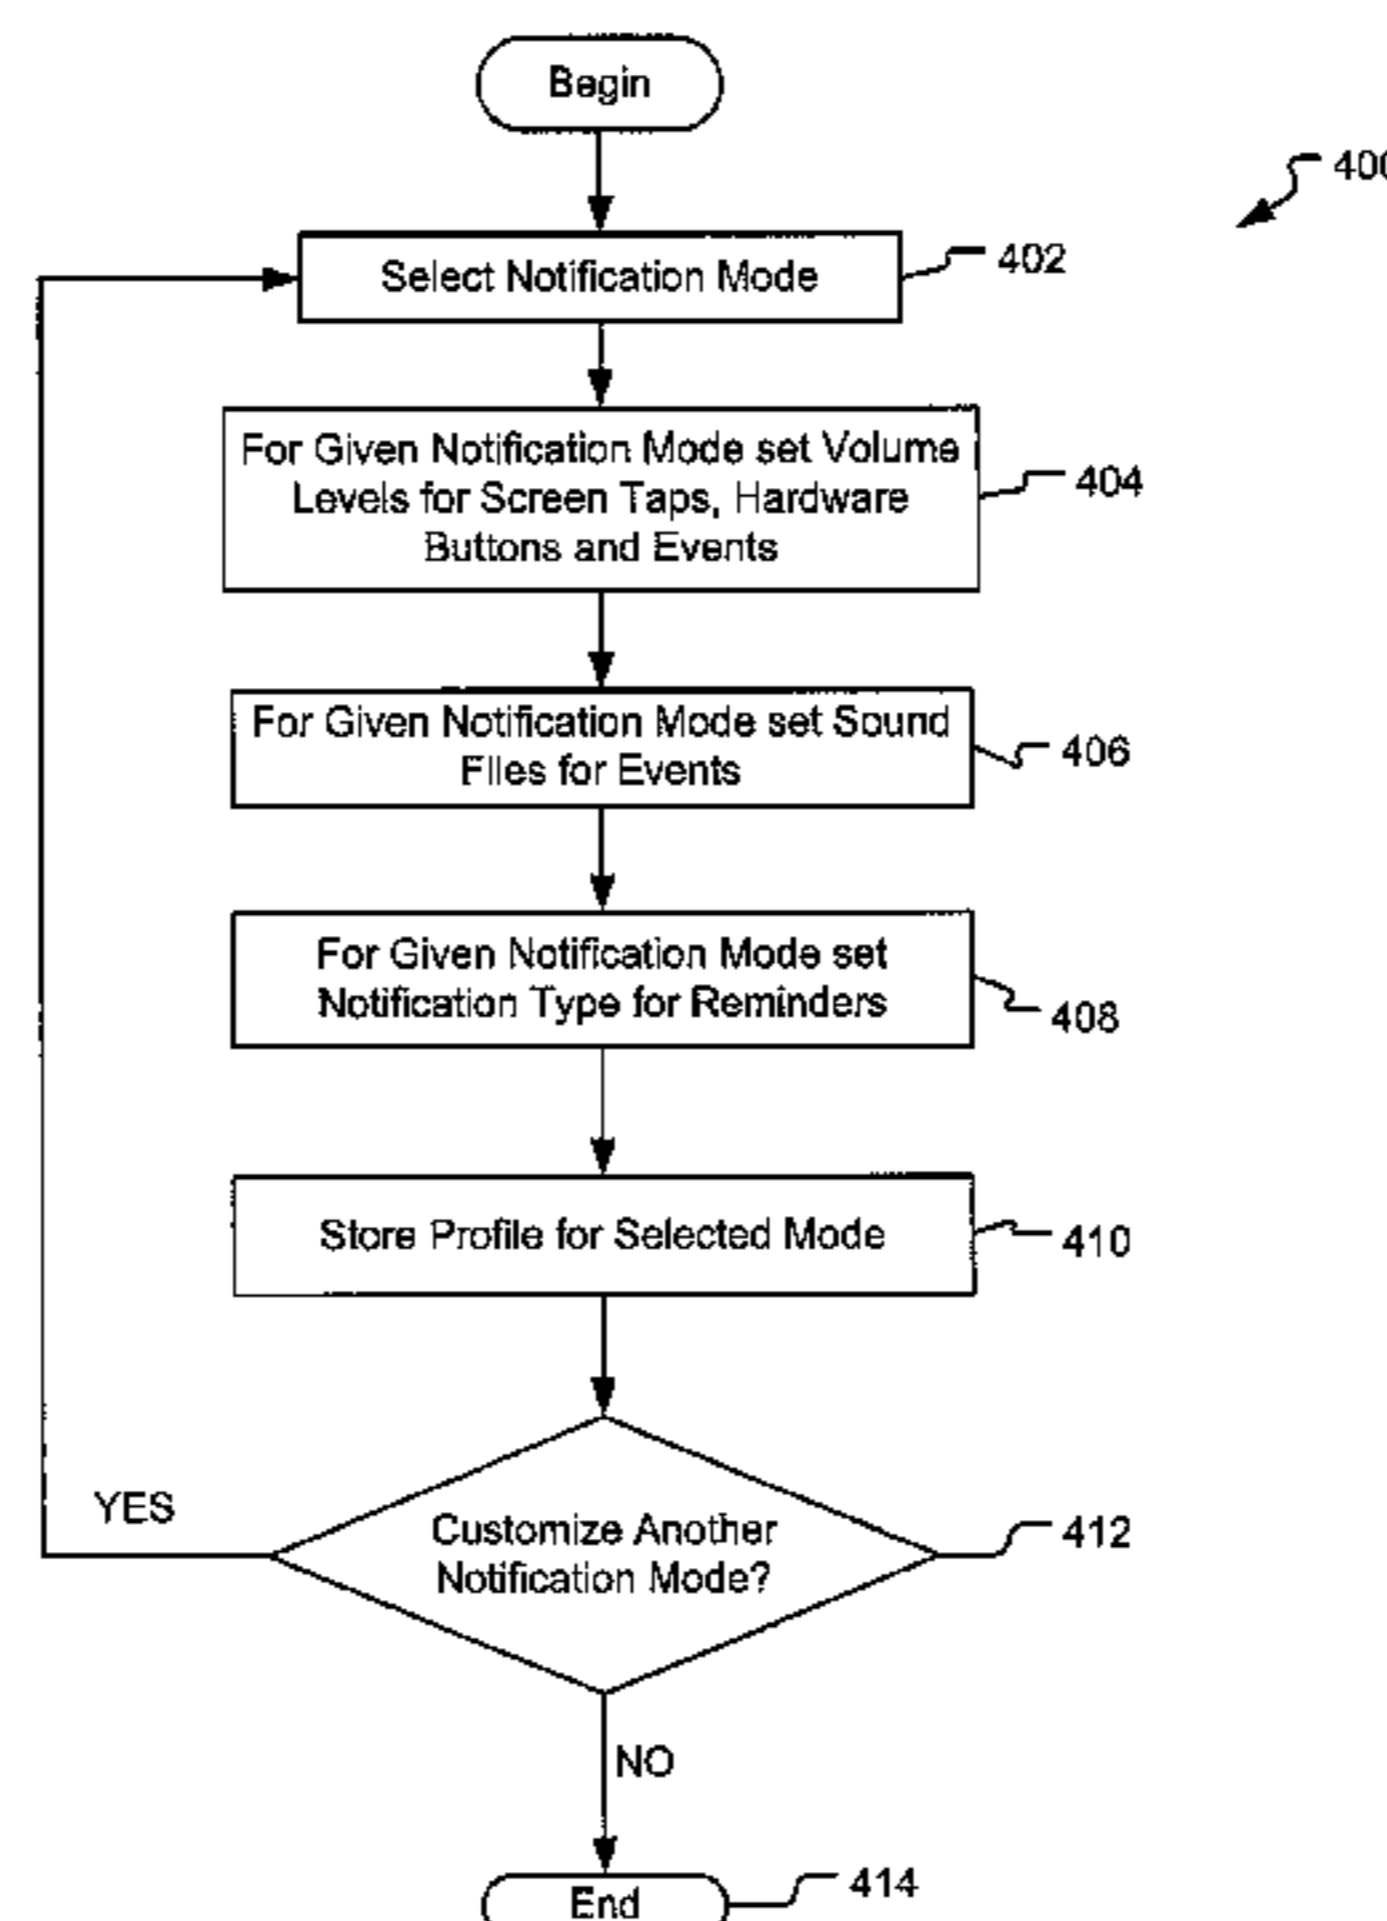 Begin
400
Select Notification Mode
402
For Given Notification Mode set Volume
Levels for Screen Taps, Hardware
Buttons and Events
404
For Given Notification Mode set Sound
Files for Events
406
For Given Notification Mode set
Notification Type for Reminders
408
Store Profile for Selected Mode
410
YES
Customize Another
Notification Mode?
412
NO
End
414